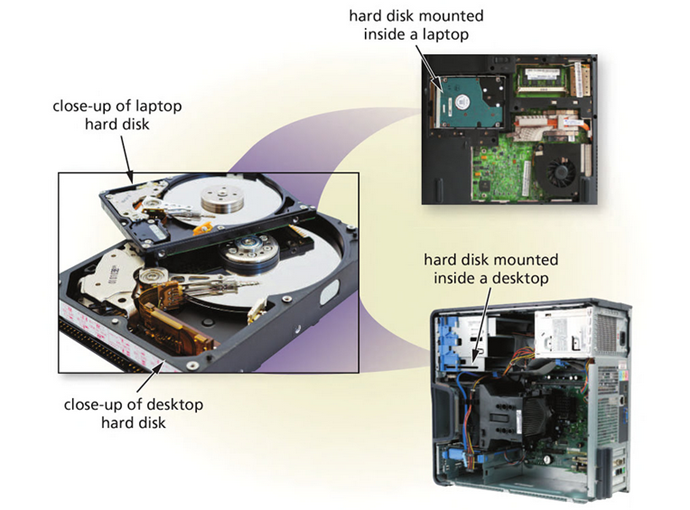 hard disk mounted
inside a laptop
close-up of laptop
hard disk
hard disk mounted
inside a desktop
close-up of desktop
hard disk